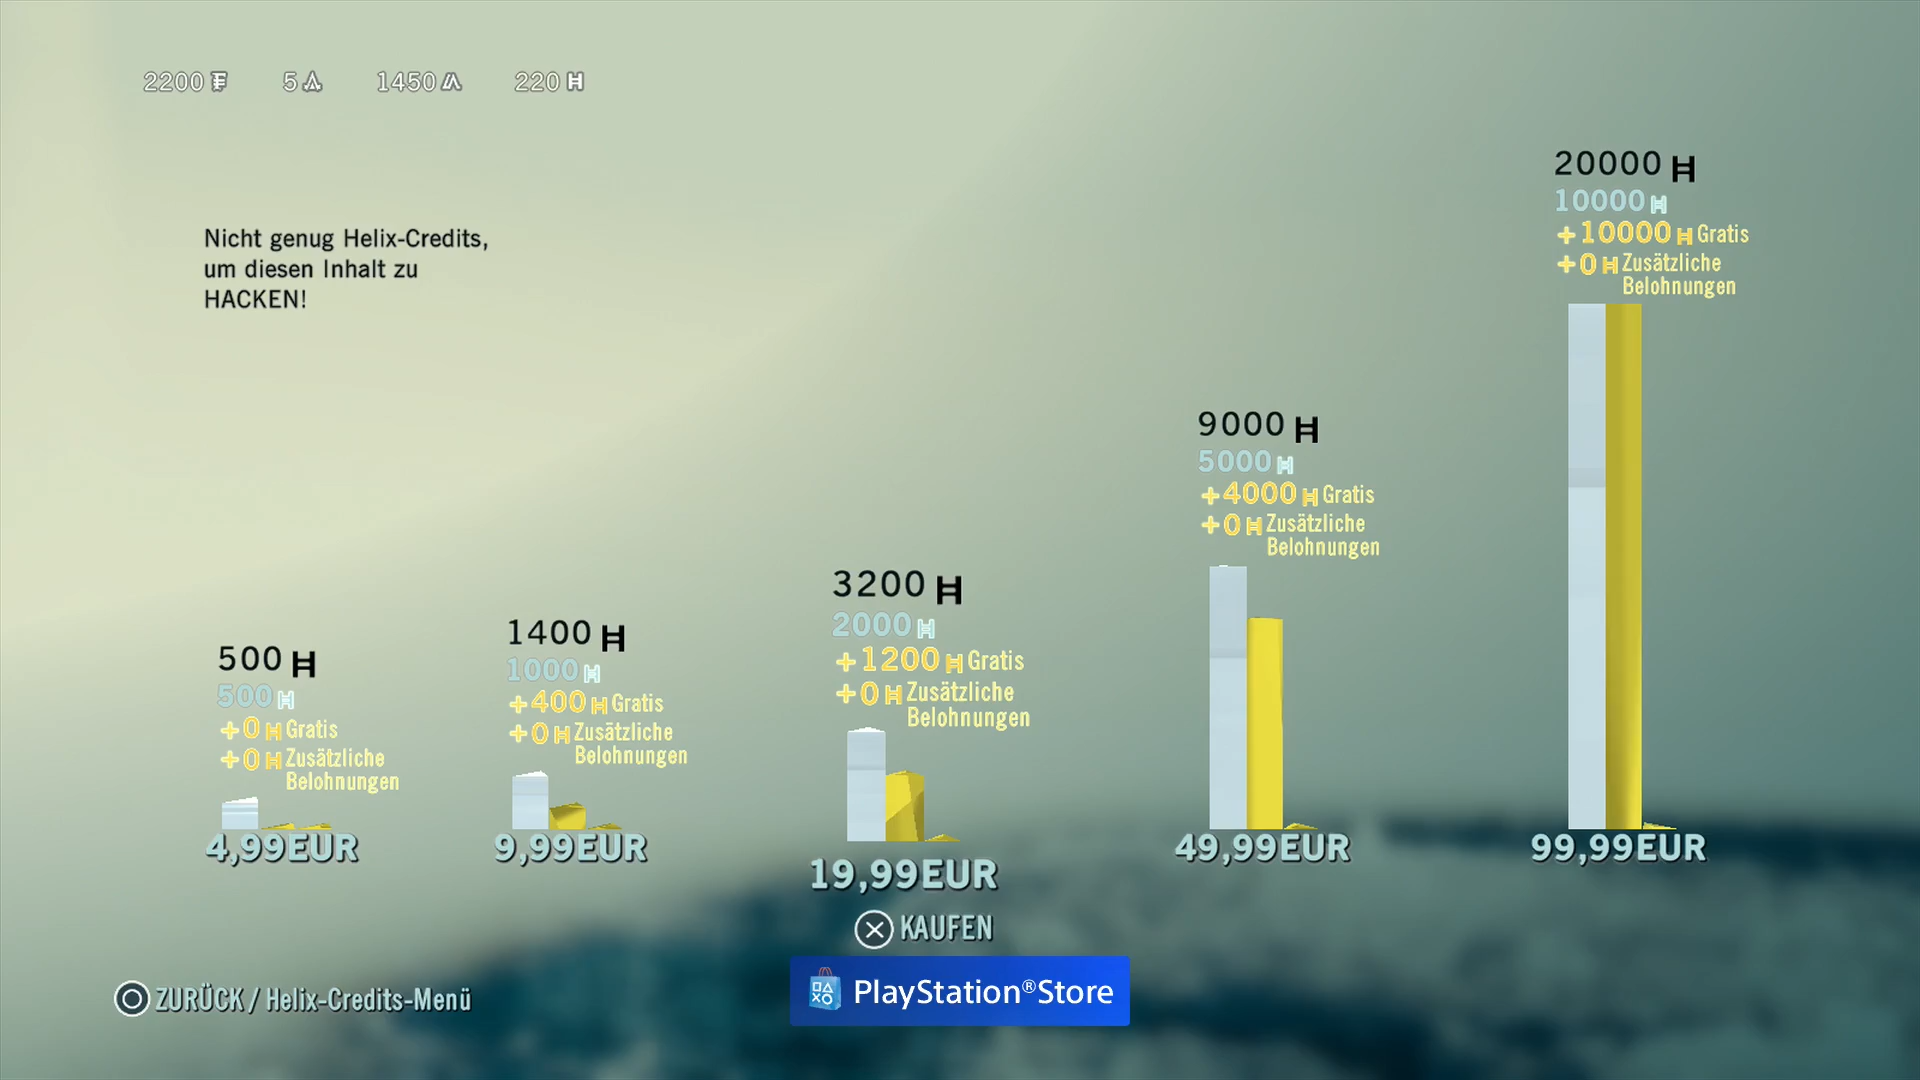 2200 5 1450 220 H
Nicht genug Helix-Credits,
um diesen Inhalt zu
HACKEN!
500 H
500 H
+0 H Gratis
+0 H Zusätzliche
Belohnungen
4,99EUR
1400 H
1000 H
+400 H Gratis
+0 H Zusätzliche
Belohnungen
9,99EUR
3200 H
2000 H
+1200 H Gratis
+0 H Zusätzliche
Belohnungen
19,99EUR
KAUFEN
PlayStation®Store
9000 H
5000 H
+4000 H Gratis
+0 H Zusätzliche
Belohnungen
49,99EUR
20000 H
10000 H
+10000 H Gratis
+0 H Zusätzliche
Belohnungen
99,99EUR
ZURÜCK / Helix-Credits-Menü